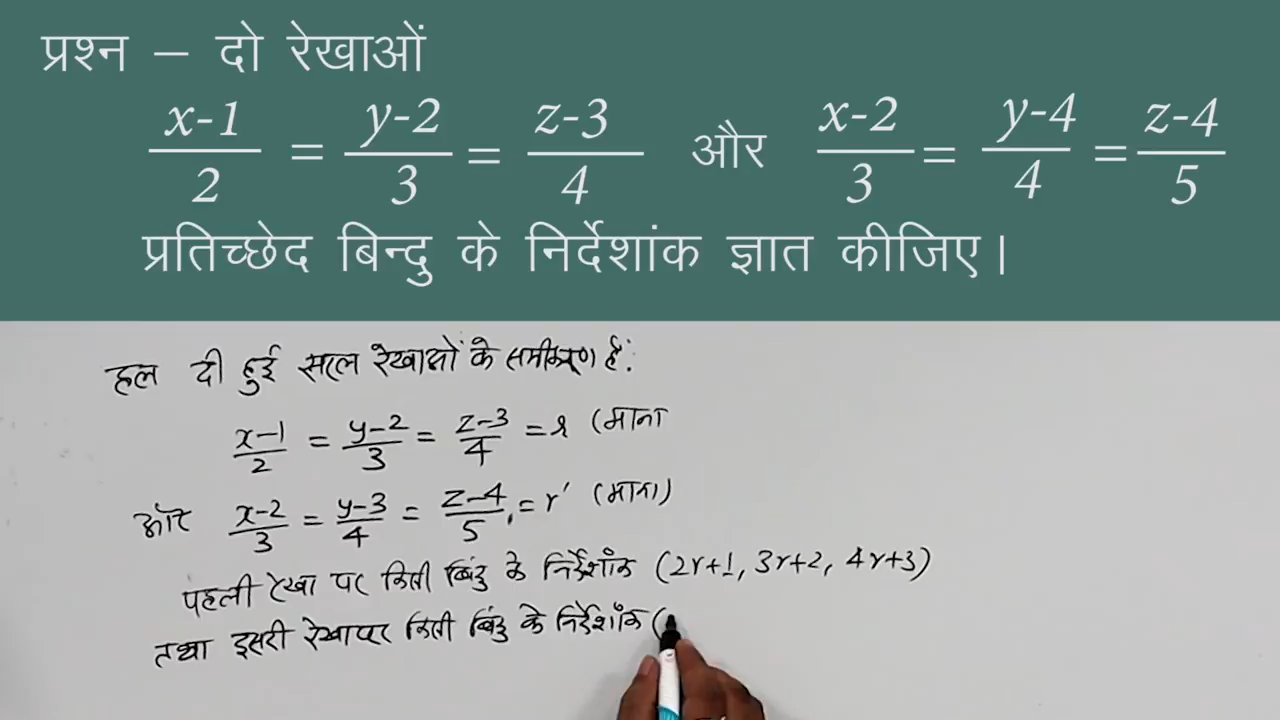 प्रश्न – दो रेखाओं
x-1/2 = y-2/3 = z-3/4 और x-2/3 = y-4/4 = z-4/5
प्रतिच्छेद बिन्दु के निर्देशांक ज्ञात कीजिए।
हल दी हुई सरल रेखाओं के समीकरण हैं:
x-1/2 = y-2/3 = z-3/4 = r (माना
और x-2/3 = y-3/4 = z-4/5 = r' (माना)
पहली रेखा पर किसी बिंदु के निर्देशांक (2r+1, 3r+2, 4r+3)
तथा दूसरी रेखा पर किसी बिंदु के निर्देशांक (